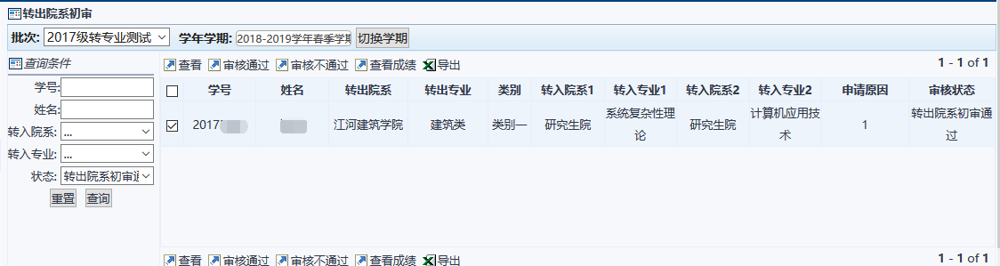 转出院系初审
批次: 2017级转专业测试 学年学期: 2018-2019学年春季学期 切换学期
查询条件
学号:
姓名:
转入院系: ...
转入专业: ...
状态: 转出院系初审通
重置 查询
查看 审核通过 审核不通过 查看成绩 导出 1 - 1 of 1
学号 姓名 转出院系 转出专业 类别 转入院系1 转入专业1 转入院系2 转入专业2 申请原因 审核状态
2017 江河建筑学院 建筑类 类别一 研究生院 系统复杂性理论 研究生院 计算机应用技术 1 转出院系初审通过
查看 审核通过 审核不通过 查看成绩 导出 1 - 1 of 1